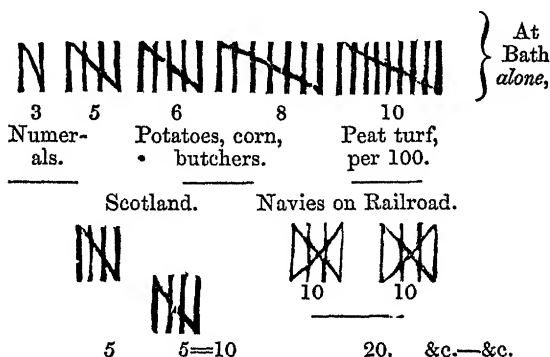 At
Bath
alone,
3 5 6 8 10
Numer- Potatoes, corn, Peat turf,
als. butchers. per 100.
Scotland. Navies on Railroad.
10 10
5 5=10 20. &c.—&c.